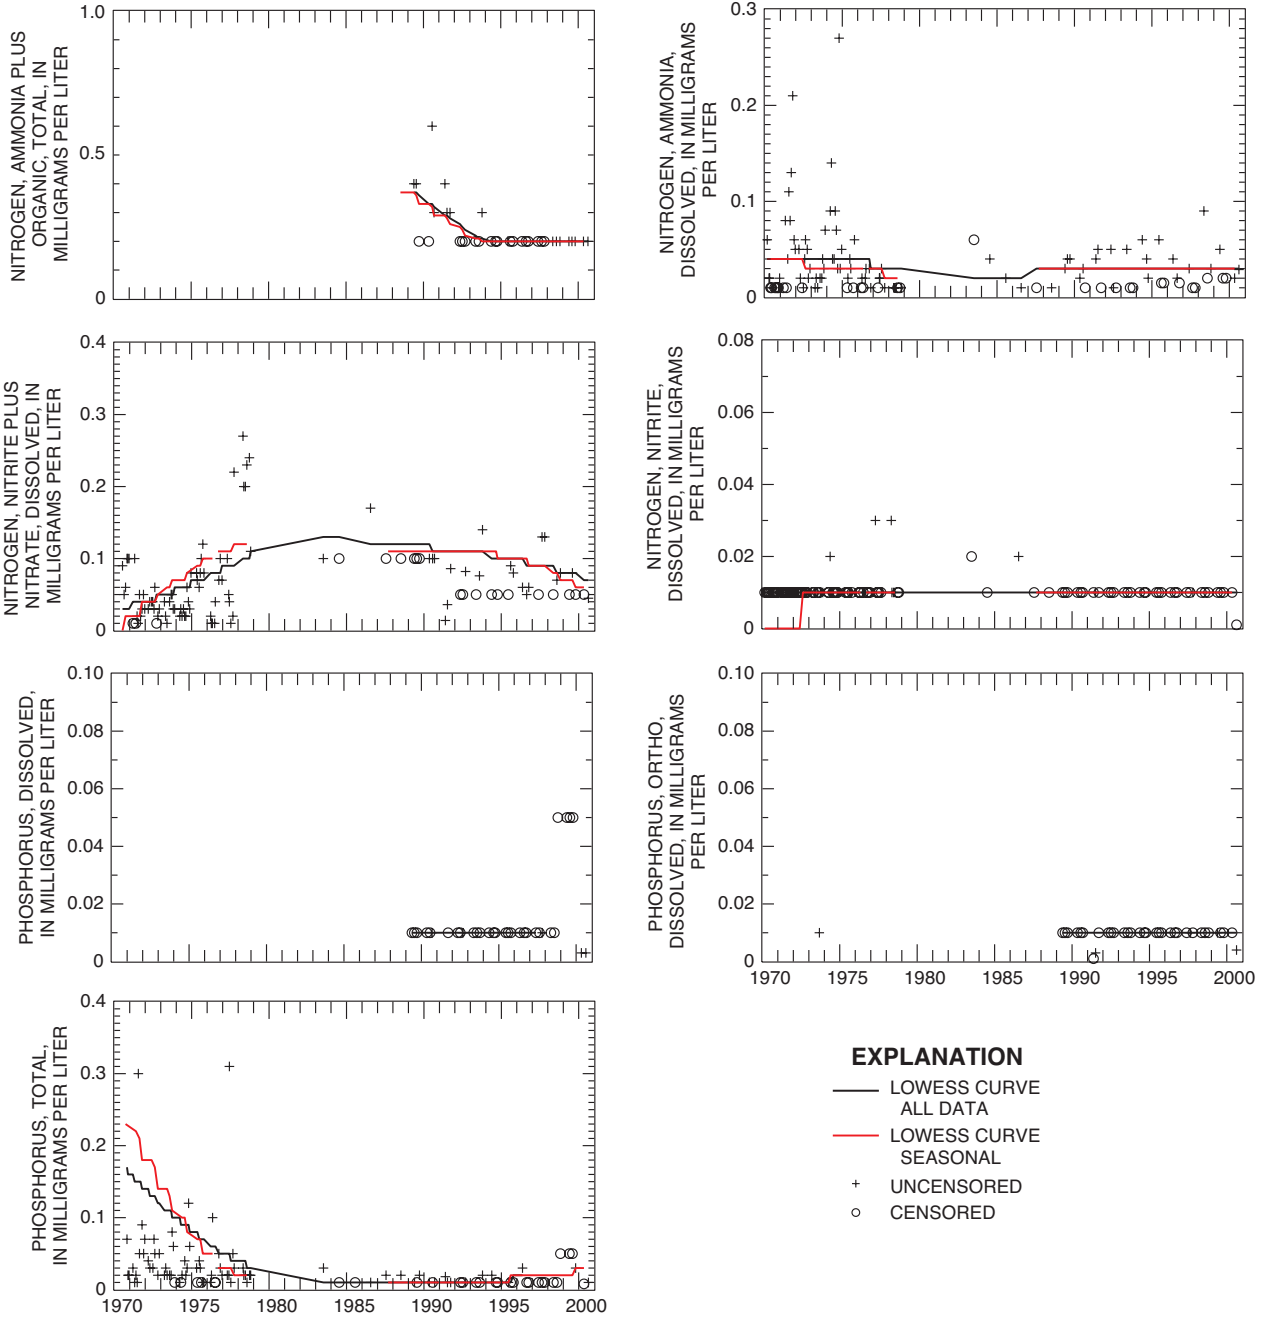 NITROGEN, AMMONIA PLUS
ORGANIC, TOTAL, IN
MILLIGRAMS PER LITER
1.0
0.5
0
NITROGEN, AMMONIA,
DISSOLVED, IN MILLIGRAMS
PER LITER
0.3
0.2
0.1
0
NITROGEN, NITRITE PLUS
NITRATE, DISSOLVED, IN
MILLIGRAMS PER LITER
0.4
0.3
0.2
0.1
0
NITROGEN, NITRITE,
DISSOLVED, IN MILLIGRAMS
PER LITER
0.08
0.06
0.04
0.02
0
PHOSPHORUS, DISSOLVED,
IN MILLIGRAMS PER LITER
0.10
0.08
0.06
0.04
0.02
0
PHOSPHORUS, ORTHO,
DISSOLVED, IN MILLIGRAMS
PER LITER
0.10
0.08
0.06
0.04
0.02
0
1970 1975 1980 1985 1990 1995 2000
PHOSPHORUS, TOTAL,
IN MILLIGRAMS PER LITER
0.4
0.3
0.2
0.1
0
1970 1975 1980 1985 1990 1995 2000
EXPLANATION
LOWESS CURVE
ALL DATA
LOWESS CURVE
SEASONAL
UNCENSORED
CENSORED